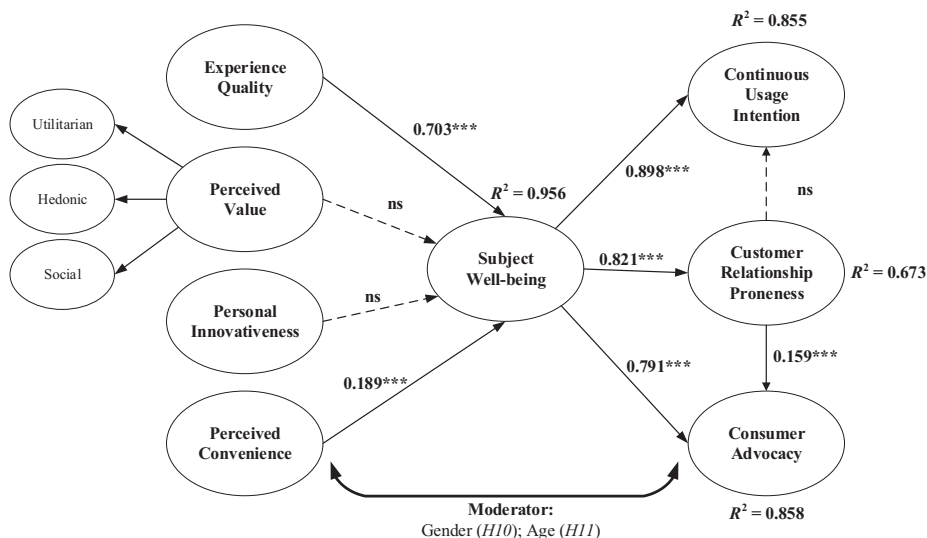 R² = 0.855
Experience
Quality
Continuous
Usage
Intention
Utilitarian
0.703***
0.898***
Perceived
Value
Hedonic
ns
R² = 0.956
ns
Social
Subject
Well-being
0.821***
Customer
Relationship
Proneness
R² = 0.673
Personal
Innovativeness
ns
0.189***
0.791***
0.159***
Perceived
Convenience
Consumer
Advocacy
Moderator:
Gender (H10); Age (H11)
R² = 0.858